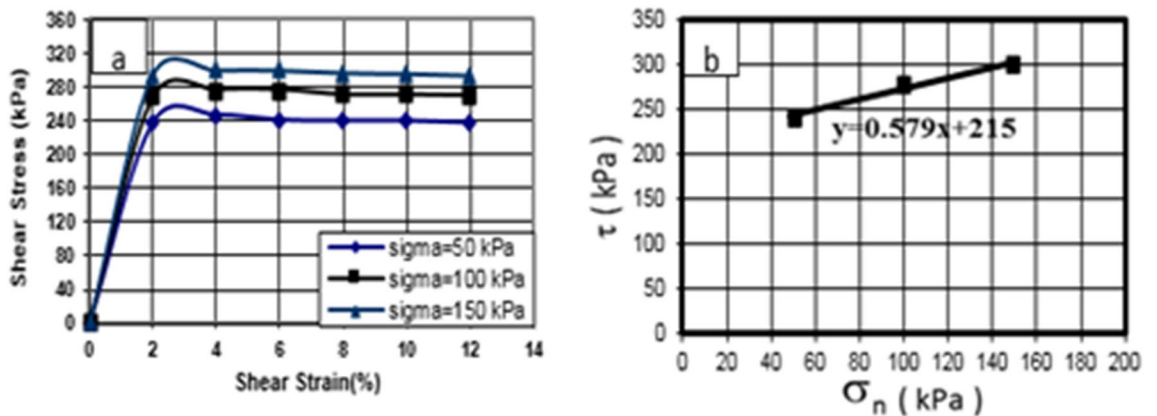 a
Shear Stress (kPa)
360
320
280
240
200
160
120
80
40
0
0 2 4 6 8 10 12 14
Shear Strain(%)
sigma=50 kPa
sigma=100 kPa
sigma=150 kPa
b
τ ( kPa )
350
300
250
200
150
100
50
0
y=0.579x+215
0 20 40 60 80 100 120 140 160 180 200
σn ( kPa )